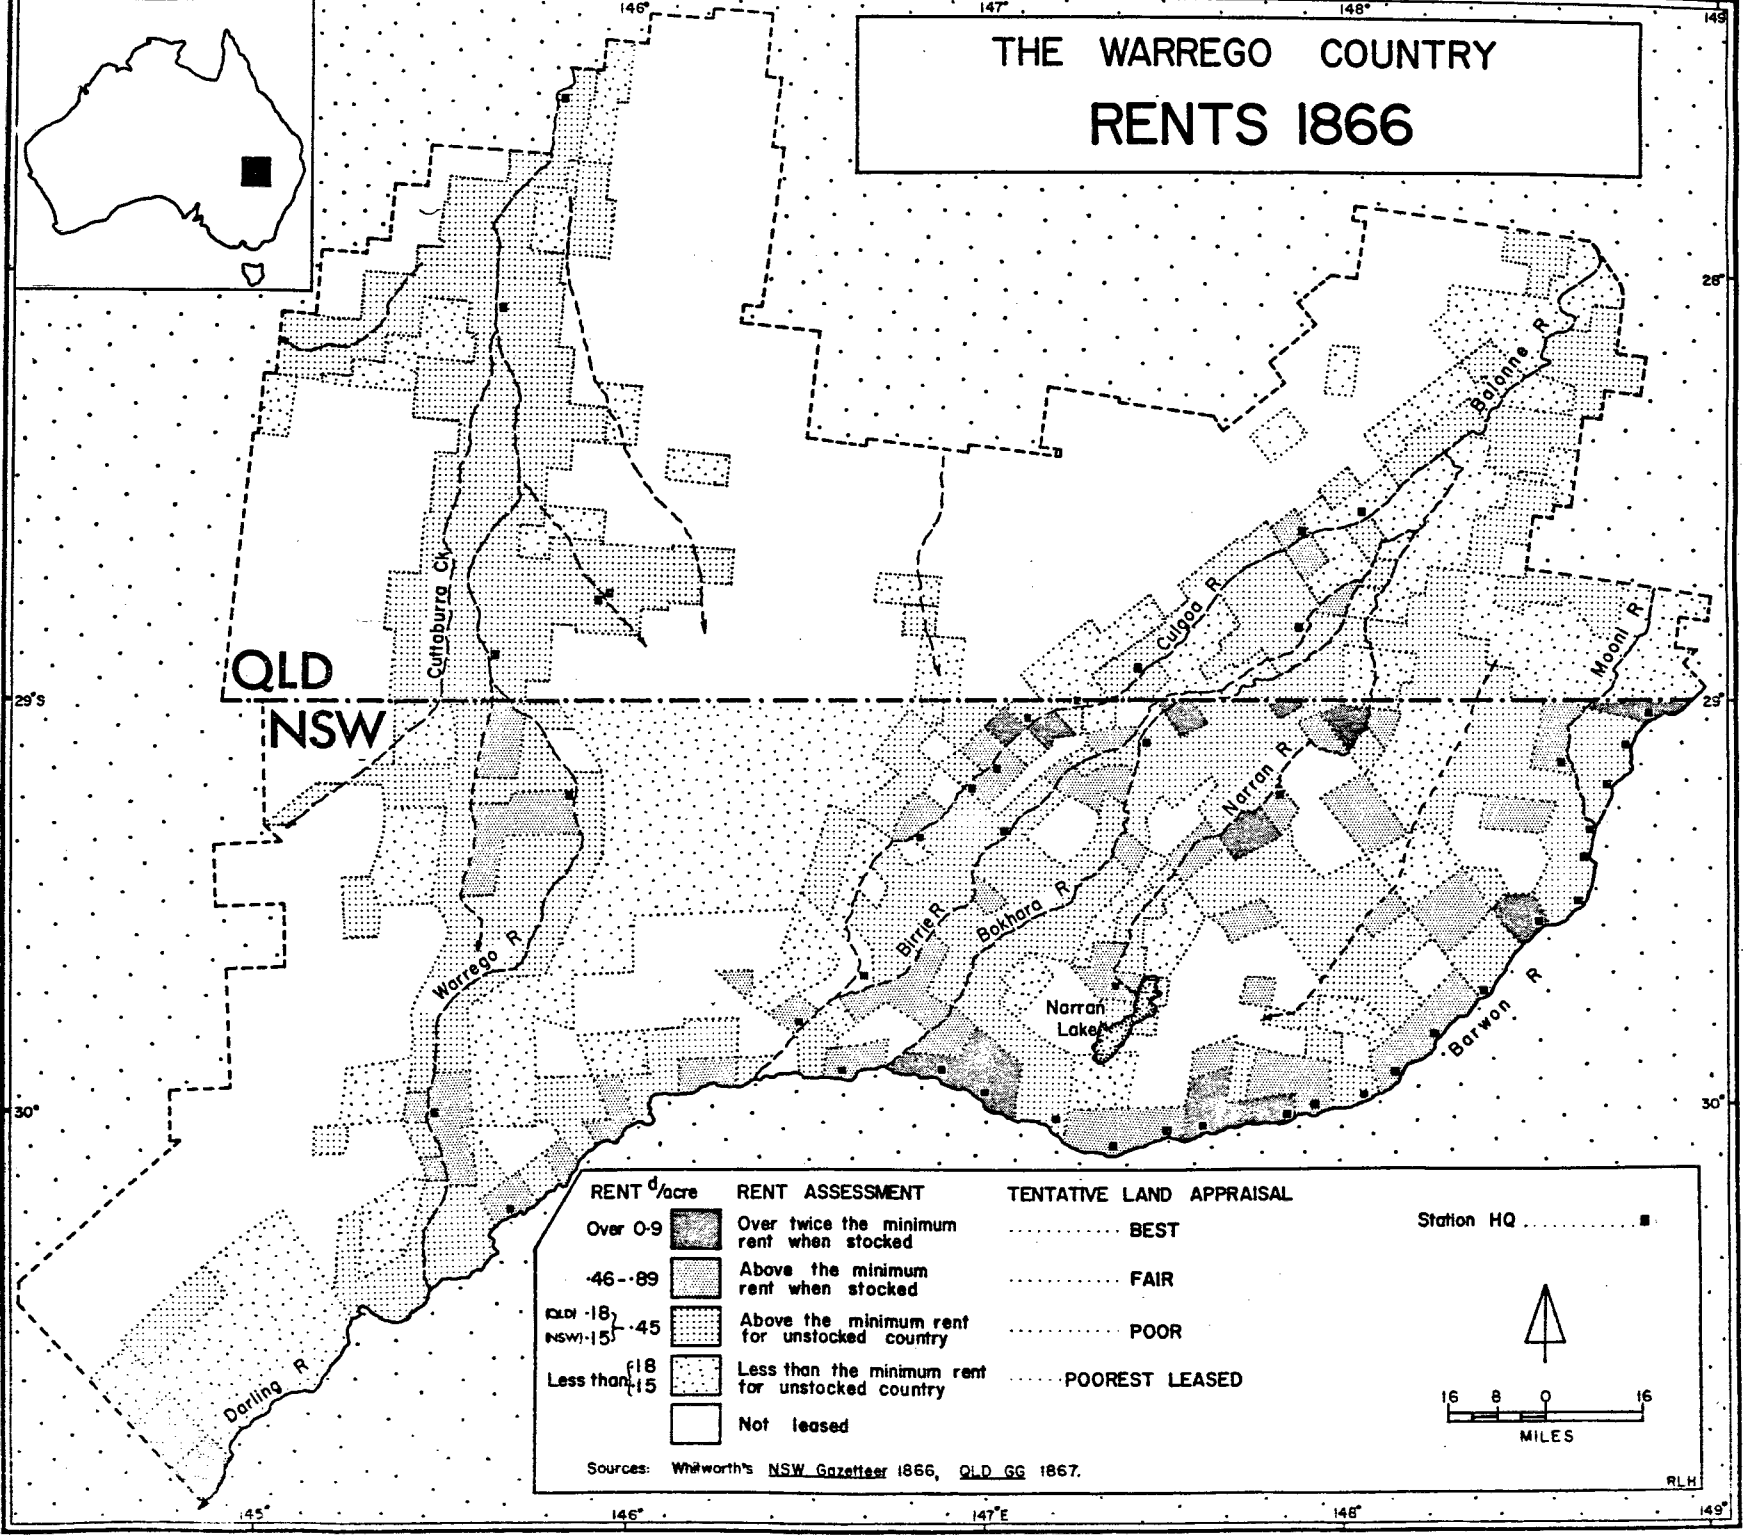 146°
147°
148°
149
THE WARREGO COUNTRY
RENTS 1866
28°
Balonne R
Cuttaburra Ck
Culgoa R
Mooni R
QLD
29°S
29°
NSW
Narran R
Birrie R
Bokhara R
Warrego R
Narran
Lake
Barwon R
30°
30°
Darling R
RENT d/acre RENT ASSESSMENT TENTATIVE LAND APPRAISAL
Over 0·9 Over twice the minimum
rent when stocked
BEST
·46-·89 Above the minimum
rent when stocked
FAIR
(QLD) ·18
(NSW) ·15 ·45 Above the minimum rent
for unstocked country
POOR
Less than ·18
·15 Less than the minimum rent
for unstocked country
POOREST LEASED
Not leased
Station HQ
16 8 0 16
MILES
Sources: Whitworth's NSW Gazetteer 1866, QLD GG 1867.
RLH
145°
146°
147°E
148°
149°